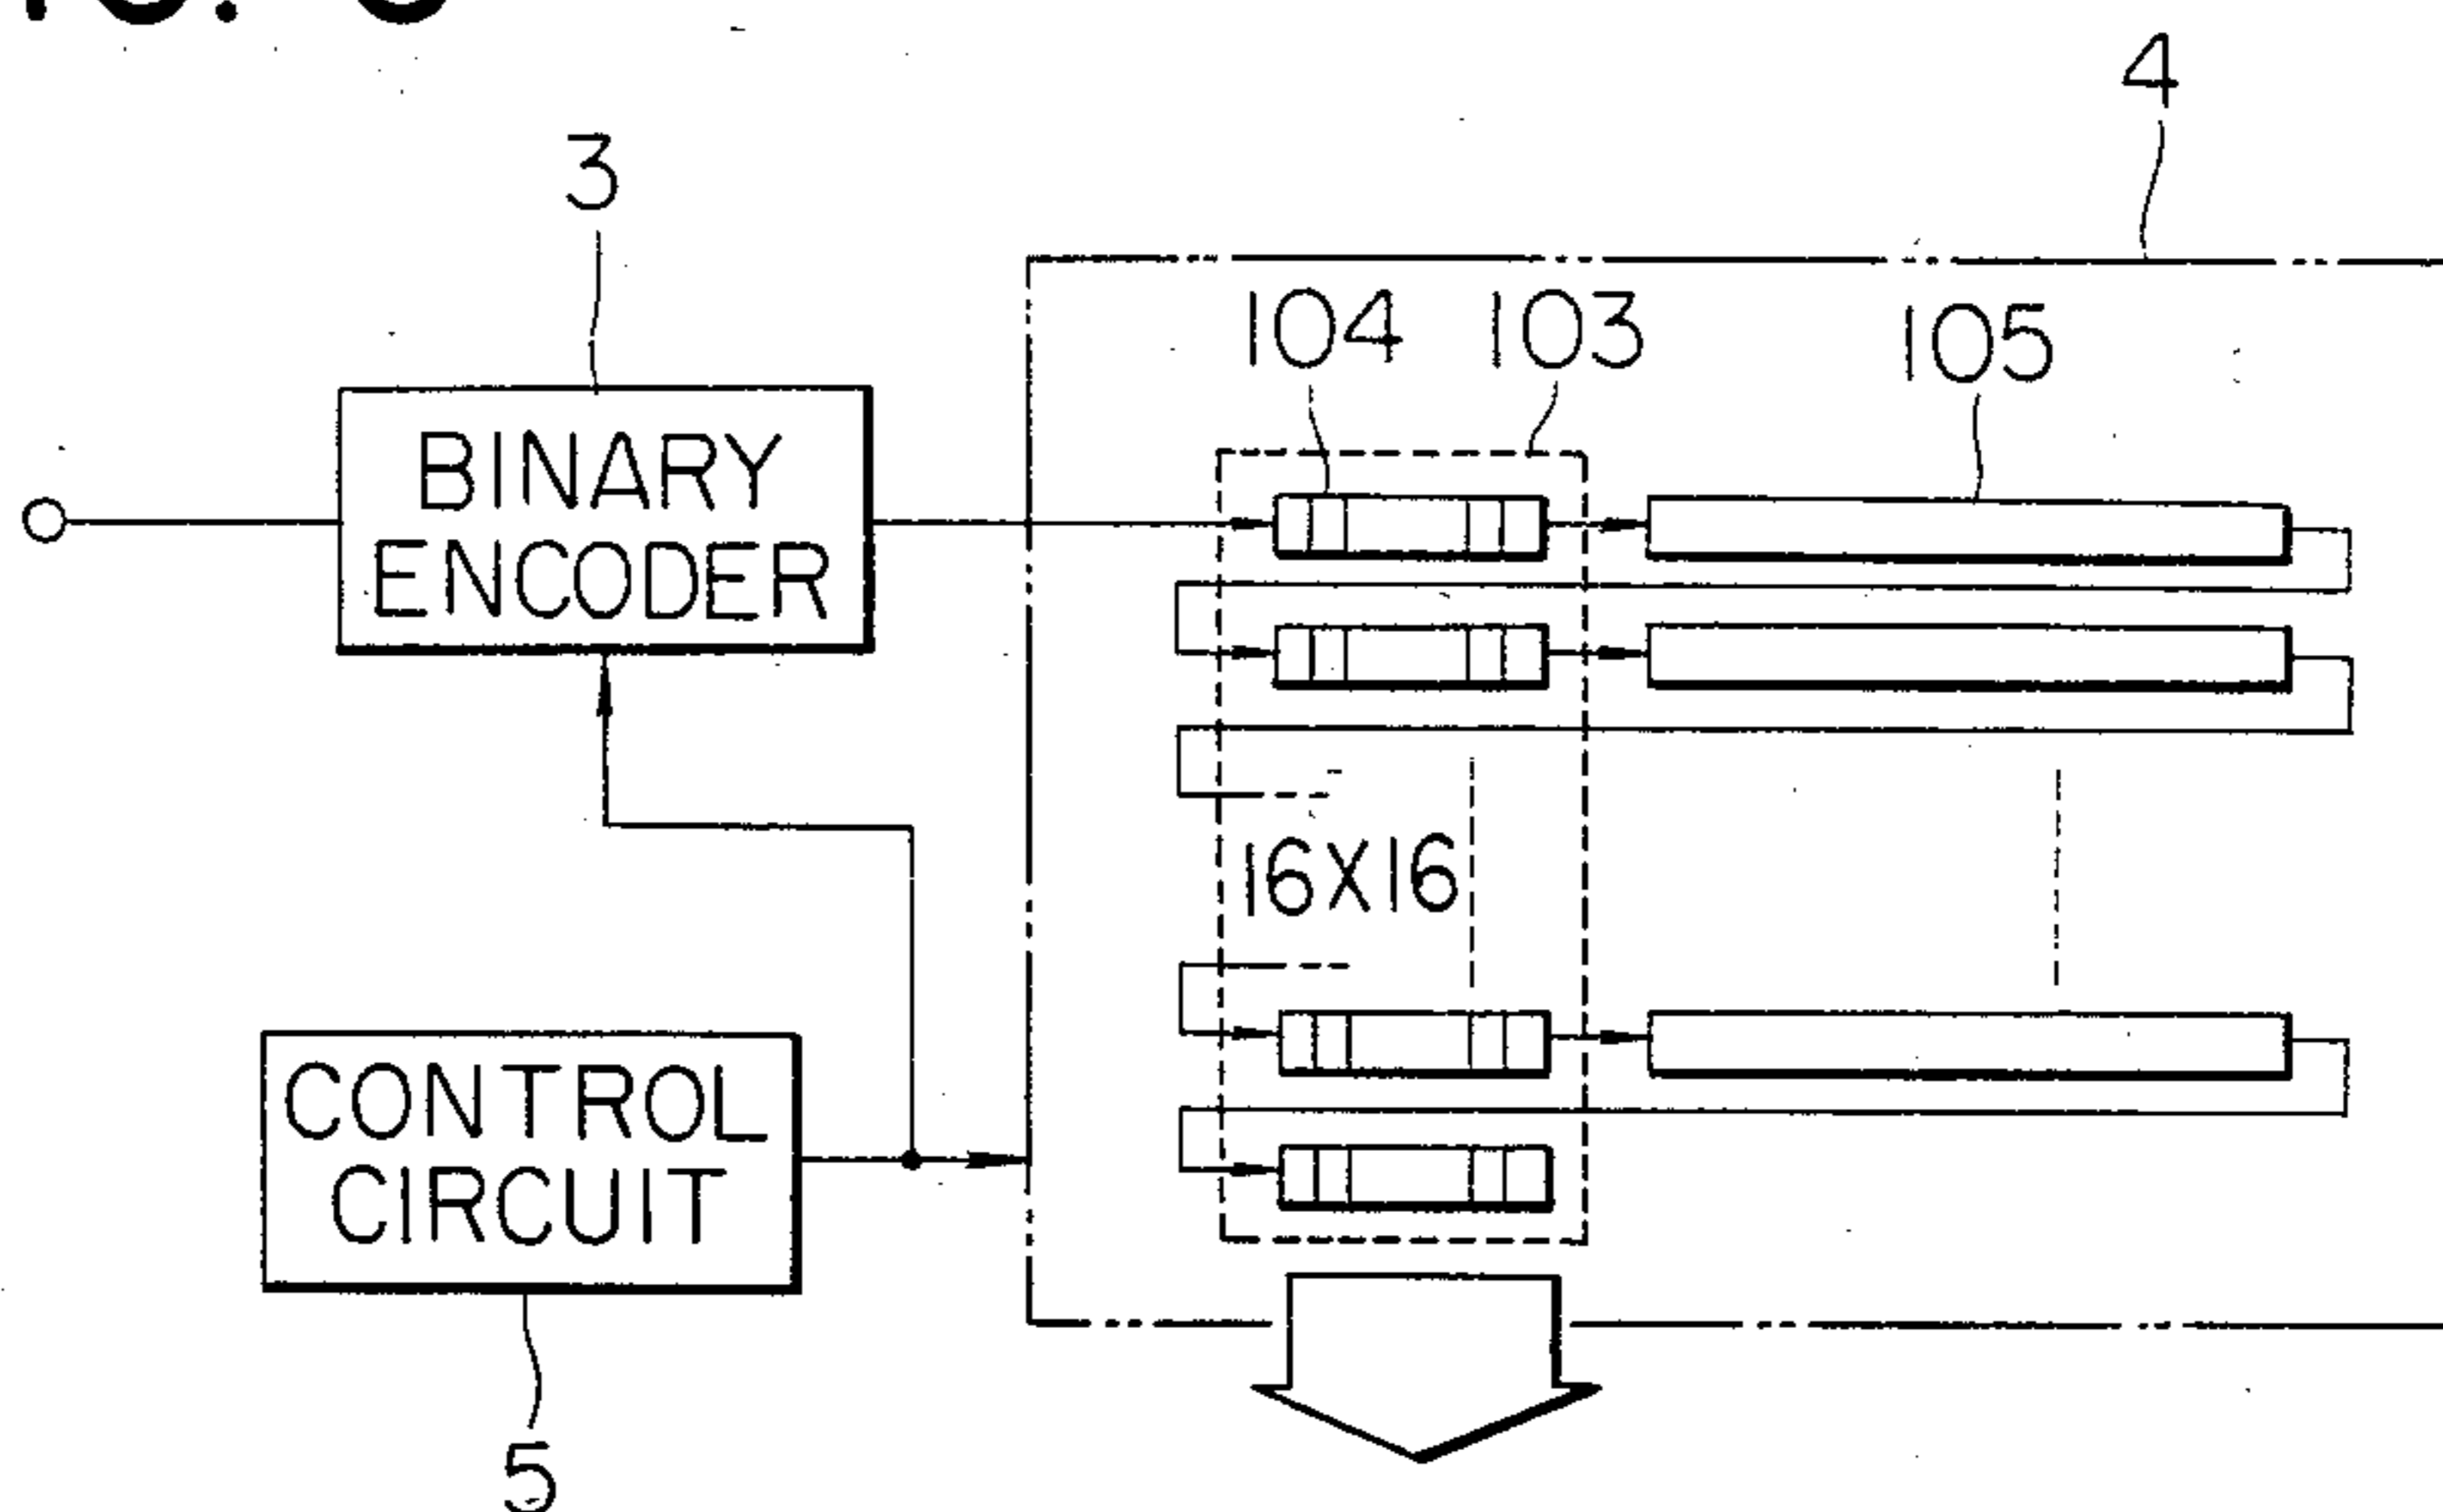 4
3
104 103 105
BINARY
ENCODER
16X16
CONTROL
CIRCUIT
5